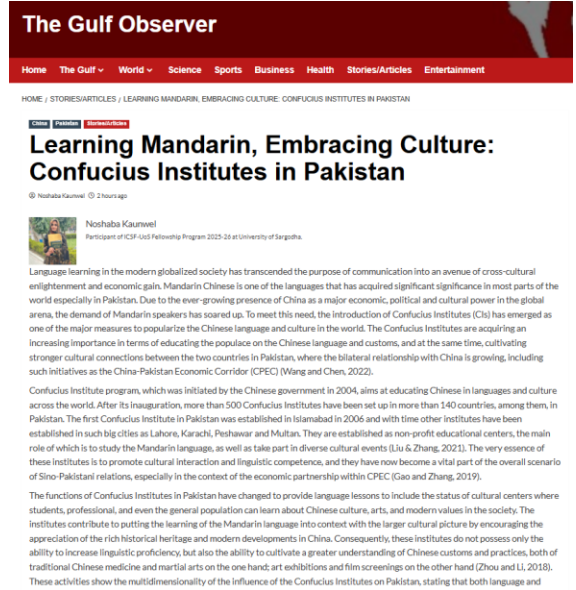 The Gulf Observer
Home The Gulf World Science Sports Business Health Stories/Articles Entertainment
HOME / STORIES/ARTICLES / LEARNING MANDARIN, EMBRACING CULTURE: CONFUCIUS INSTITUTES IN PAKISTAN
China Pakistan Stories/Articles
Learning Mandarin, Embracing Culture:
Confucius Institutes in Pakistan
Noshaba Kaunwel 2 hours ago
Noshaba Kaunwel
Participant of ICSF-UoS Fellowship Program 2025-26 at University of Sargodha.
Language learning in the modern globalized society has transcended the purpose of communication into an avenue of cross-cultural
enlightenment and economic gain. Mandarin Chinese is one of the languages that has acquired significant significance in most parts of the
world especially in Pakistan. Due to the ever-growing presence of China as a major economic, political and cultural power in the global
arena, the demand of Mandarin speakers has soared up. To meet this need, the introduction of Confucius Institutes (CIs) has emerged as
one of the major measures to popularize the Chinese language and culture in the world. The Confucius Institutes are acquiring an
increasing importance in terms of educating the populace on the Chinese language and customs, and at the same time, cultivating
stronger cultural connections between the two countries in Pakistan, where the bilateral relationship with China is growing, including
such initiatives as the China-Pakistan Economic Corridor (CPEC) (Wang and Chen, 2022).
Confucius Institute program, which was initiated by the Chinese government in 2004, aims at educating Chinese in languages and culture
across the world. After its inauguration, more than 500 Confucius Institutes have been set up in more than 140 countries, among them, in
Pakistan. The first Confucius Institute in Pakistan was established in Islamabad in 2006 and with time other institutes have been
established in such big cities as Lahore, Karachi, Peshawar and Multan. They are established as non-profit educational centers, the main
role of which is to study the Mandarin language, as well as take part in diverse cultural events (Liu & Zhang, 2021). The very essence of
these institutes is to promote cultural interaction and linguistic competence, and they have now become a vital part of the overall scenario
of Sino-Pakistani relations, especially in the context of the economic partnership within CPEC (Gao and Zhang, 2019).
The functions of Confucius Institutes in Pakistan have changed to provide language lessons to include the status of cultural centers where
students, professional, and even the general population can learn about Chinese culture, arts, and modern values in the society. The
institutes contribute to putting the learning of the Mandarin language into context with the larger cultural picture by encouraging the
appreciation of the rich historical heritage and modern developments in China. Consequently, these institutes do not possess only the
ability to increase linguistic proficiency, but also the ability to cultivate a greater understanding of Chinese customs and practices, both of
traditional Chinese medicine and martial arts on the one hand; art exhibitions and film screenings on the other hand (Zhou and Li, 2018).
These activities show the multidimensionality of the influence of the Confucius Institutes on Pakistan, stating that both language and